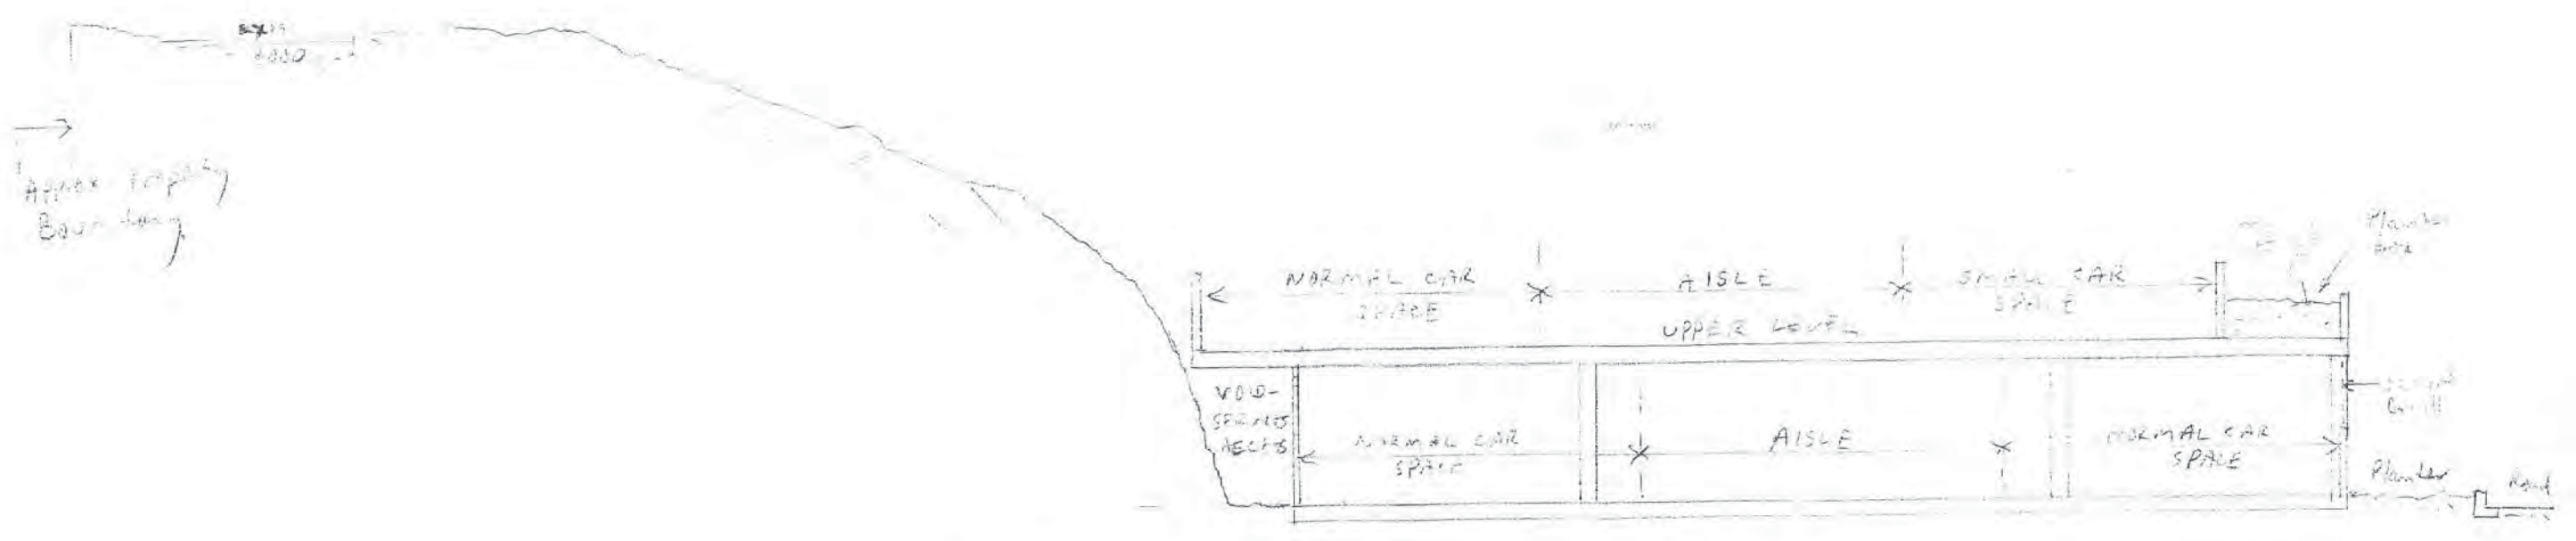 Approx. Property
Boundary
NORMAL CAR
SPACE
AISLE
SMALL CAR
SPACE
Planter
UPPER LEVEL
VOID-
NORMAL CAR
SPACE
AISLE
NORMAL CAR
SPACE
Planter
Road